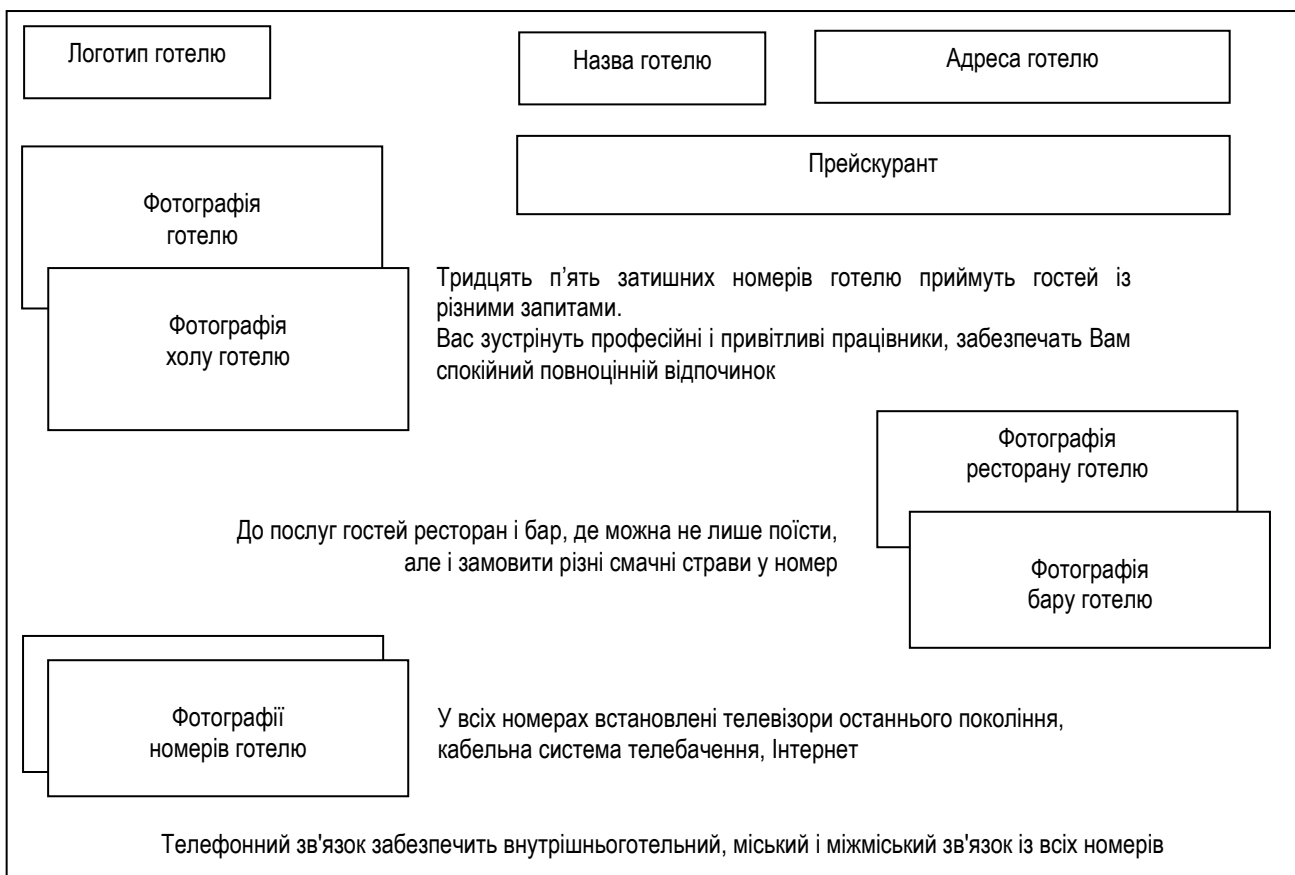 Логотип готелю
Назва готелю
Адреса готелю
Прейскурант
Фотографія
готелю
Фотографія
холу готелю
Тридцять п’ять затишних номерів готелю приймуть гостей із
різними запитами.
Вас зустрінуть професійні і привітливі працівники, забезпечать Вам
спокійний повноцінній відпочинок
Фотографія
ресторану готелю
До послуг гостей ресторан і бар, де можна не лише поїсти,
але і замовити різні смачні страви у номер
Фотографія
бару готелю
Фотографії
номерів готелю
У всіх номерах встановлені телевізори останнього покоління,
кабельна система телебачення, Інтернет
Телефонний зв'язок забезпечить внутрішньоготельний, міський і міжміський зв'язок із всіх номерів